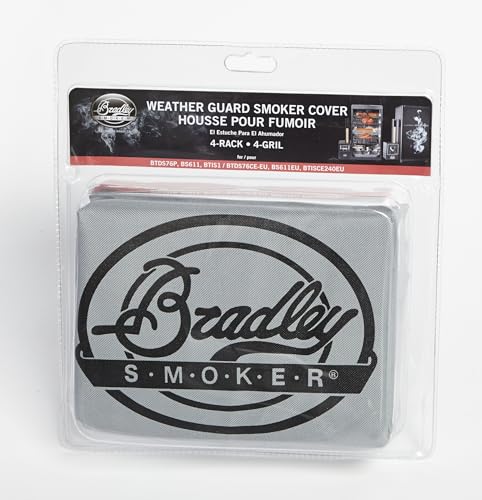 Bradley
SMOKER
WEATHER GUARD SMOKER COVER
HOUSSE POUR FUMOIR
El Estuche Para El Ahumador
4-RACK • 4-GRIL
for / pour
BTDS76P, BS611, BTIS1 / BTDS76CE-EU, BS611EU, BTISCE240EU
Bradley
S·M·O·K·E·R®